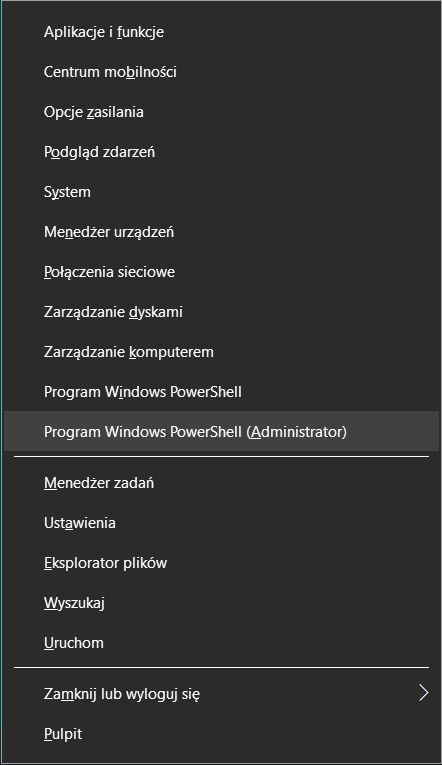 Aplikacje i funkcje
Centrum mobilności
Opcje zasilania
Podgląd zdarzeń
System
Menedżer urządzeń
Połączenia sieciowe
Zarządzanie dyskami
Zarządzanie komputerem
Program Windows PowerShell
Program Windows PowerShell (Administrator)
Menedżer zadań
Ustawienia
Eksplorator plików
Wyszukaj
Uruchom
Zamknij lub wyloguj się
Pulpit